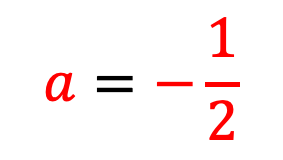 a = −1/2